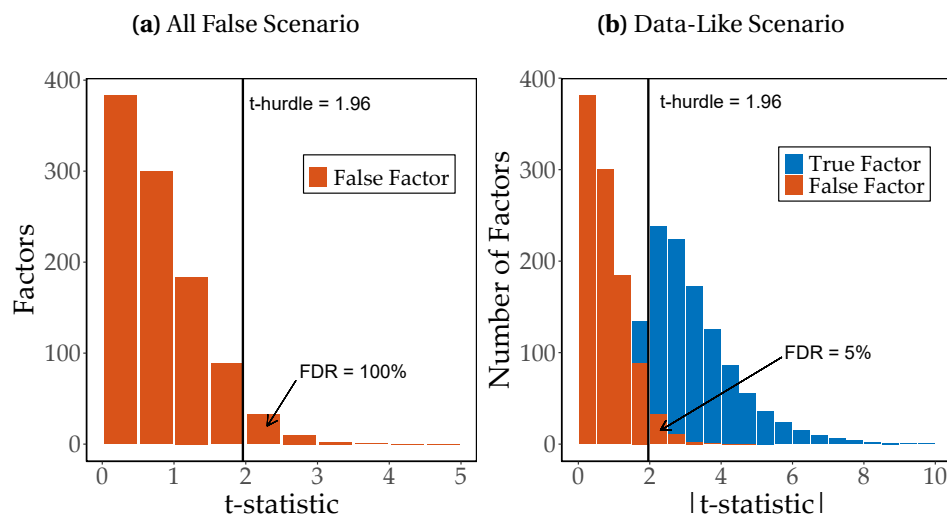 (a) All False Scenario
400
300
200
100
0
Factors
t-hurdle = 1.96
False Factor
FDR = 100%
0 1 2 3 4 5
t-statistic
(b) Data-Like Scenario
400
300
200
100
0
Number of Factors
t-hurdle = 1.96
True Factor
False Factor
FDR = 5%
0 2 4 6 8 10
|t-statistic|